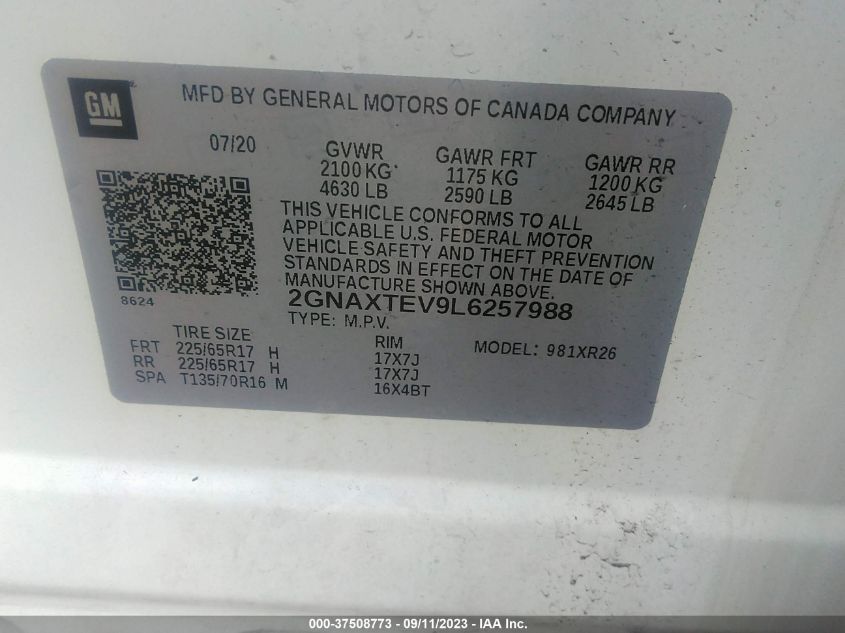 GM
MFD BY GENERAL MOTORS OF CANADA COMPANY
07/20
GVWR
2100 KG
4630 LB
GAWR FRT
1175 KG
2590 LB
GAWR RR
1200 KG
2645 LB
THIS VEHICLE CONFORMS TO ALL
APPLICABLE U.S. FEDERAL MOTOR
VEHICLE SAFETY AND THEFT PREVENTION
STANDARDS IN EFFECT ON THE DATE OF
MANUFACTURE SHOWN ABOVE.
8624
2GNAXTEV9L6257988
TYPE: M.P.V.
TIRE SIZE RIM MODEL: 981XR26
FRT 225/65R17 H 17X7J
RR 225/65R17 H 17X7J
SPA T135/70R16 M 16X4BT
000-37508773 - 09/11/2023 - IAA Inc.